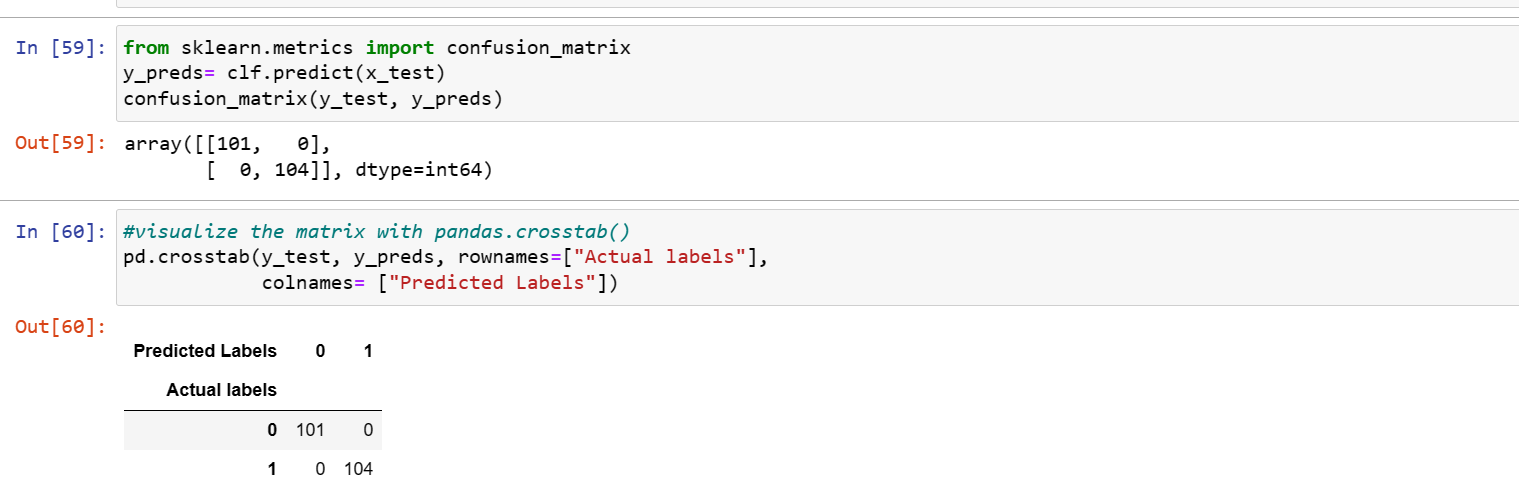 In [59]: from sklearn.metrics import confusion_matrix
y_preds= clf.predict(x_test)
confusion_matrix(y_test, y_preds)
Out[59]: array([[101,   0],
       [  0, 104]], dtype=int64)
In [60]: #visualize the matrix with pandas.crosstab()
pd.crosstab(y_test, y_preds, rownames=["Actual labels"],
            colnames= ["Predicted Labels"])
Out[60]:
Predicted Labels 0 1
Actual labels
0 101 0
1 0 104